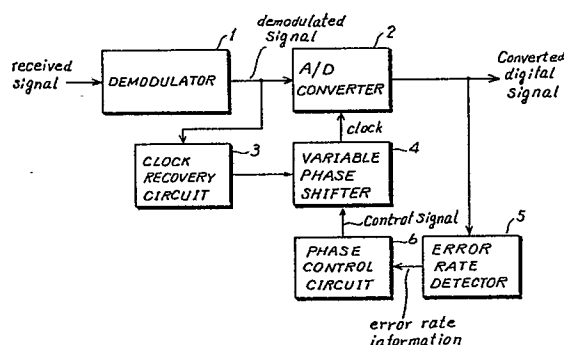 1
demodulated
signal
2
received
signal
DEMODULATOR
A/D
CONVERTER
Converted
digital
signal
clock
3
4
CLOCK
RECOVERY
CIRCUIT
VARIABLE
PHASE
SHIFTER
Control signal
6
5
PHASE
CONTROL
CIRCUIT
ERROR
RATE
DETECTOR
error rate
information